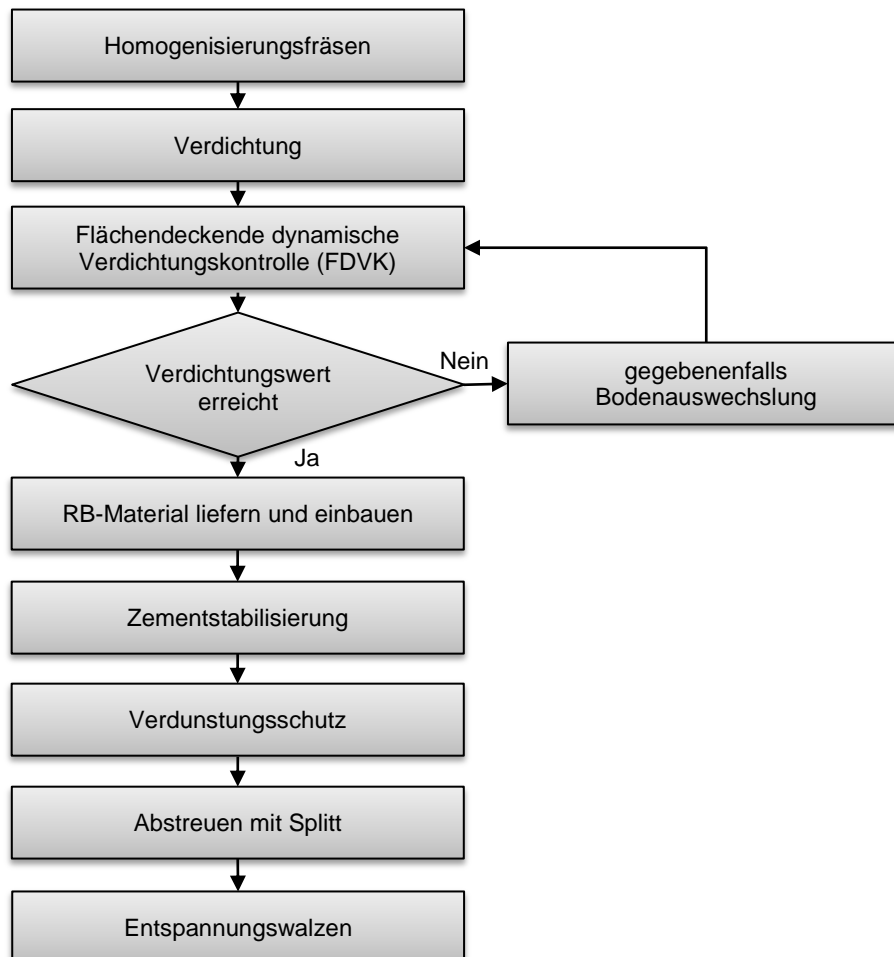 Homogenisierungsfräsen
Verdichtung
Flächendeckende dynamische
Verdichtungskontrolle (FDVK)
Verdichtungswert
erreicht
Nein
gegebenenfalls
Bodenauswechslung
Ja
RB-Material liefern und einbauen
Zementstabilisierung
Verdunstungsschutz
Abstreuen mit Splitt
Entspannungswalzen